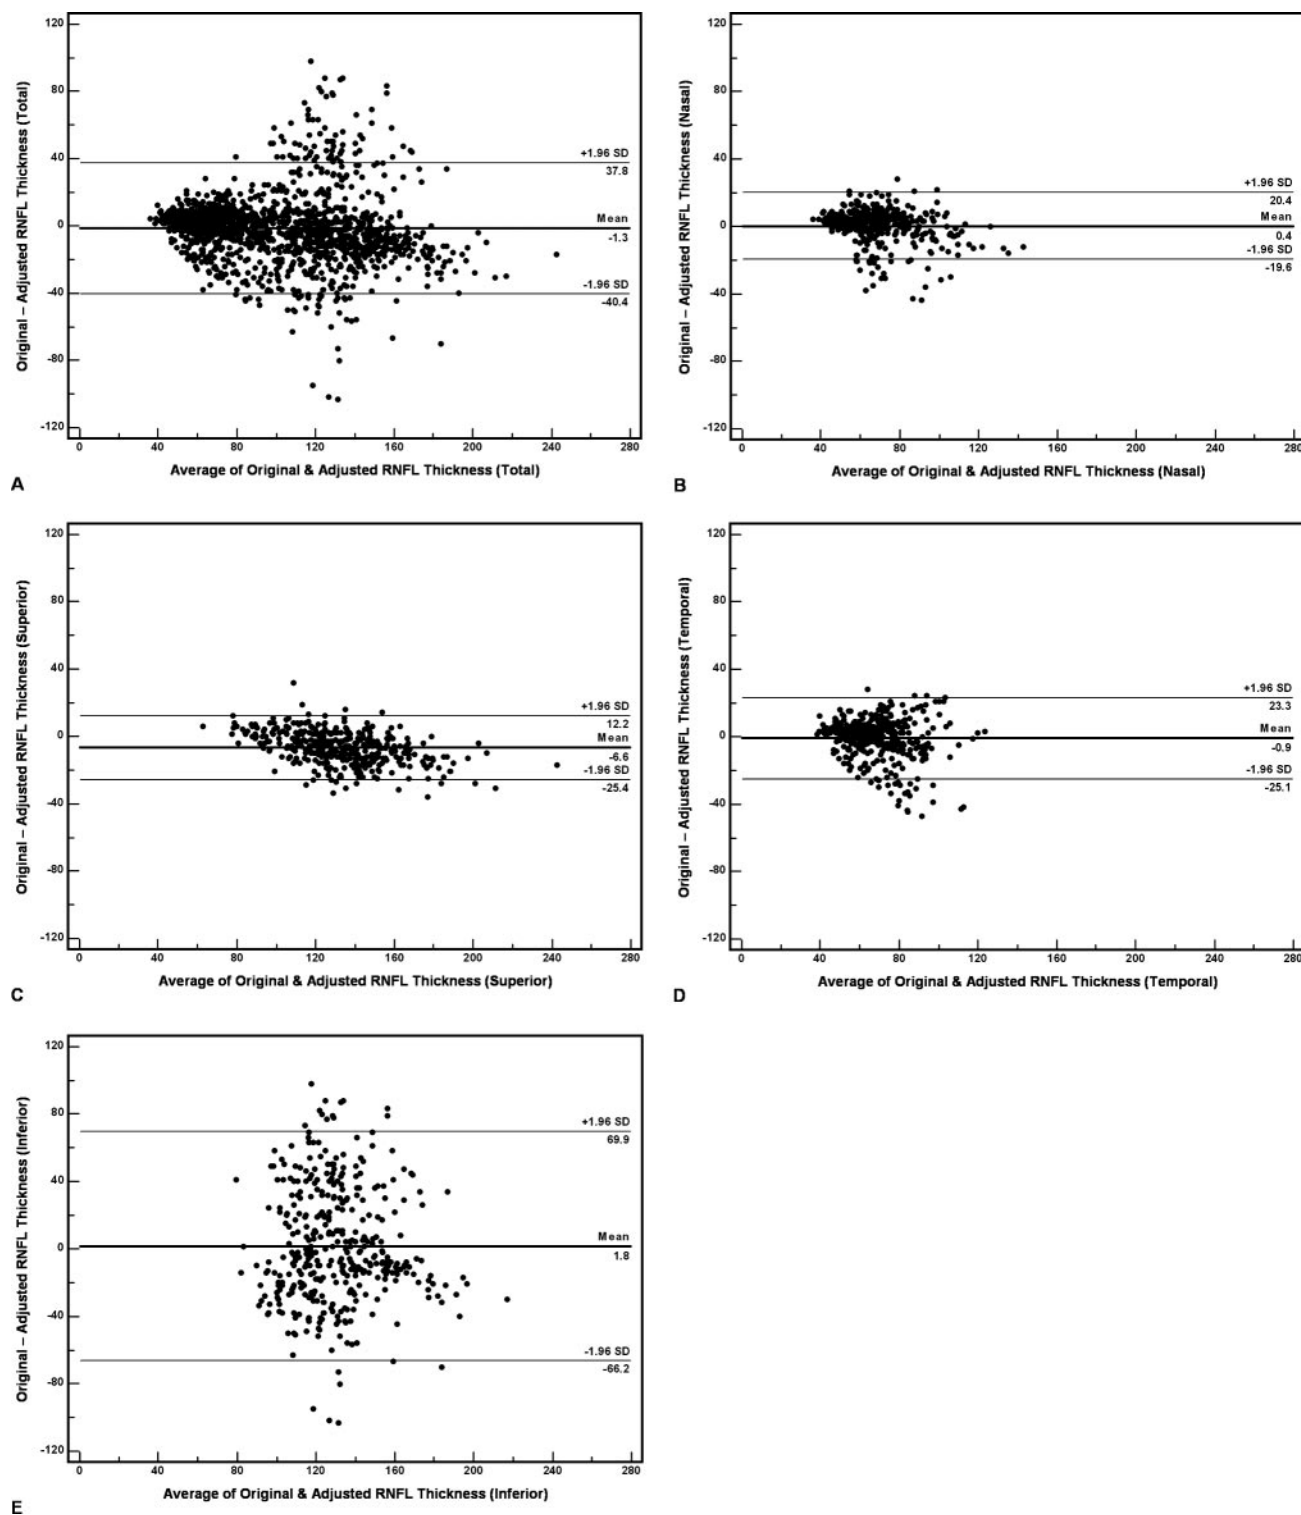 120
80
40
0
-40
-80
-120
Original – Adjusted RNFL Thickness (Total)
+1.96 SD
37.8
Mean
-1.3
-1.96 SD
-40.4
0 40 80 120 160 200 240 280
Average of Original & Adjusted RNFL Thickness (Total)
A
120
80
40
0
-40
-80
-120
Original – Adjusted RNFL Thickness (Nasal)
+1.96 SD
20.4
Mean
0.4
-1.96 SD
-19.6
0 40 80 120 160 200 240 280
Average of Original & Adjusted RNFL Thickness (Nasal)
B
120
80
40
0
-40
-80
-120
Original – Adjusted RNFL Thickness (Superior)
+1.96 SD
12.2
Mean
-6.6
-1.96 SD
-25.4
0 40 80 120 160 200 240 280
Average of Original & Adjusted RNFL Thickness (Superior)
C
120
80
40
0
-40
-80
-120
Original – Adjusted RNFL Thickness (Temporal)
+1.96 SD
23.3
Mean
-0.9
-1.96 SD
-25.1
0 40 80 120 160 200 240 280
Average of Original & Adjusted RNFL Thickness (Temporal)
D
120
80
40
0
-40
-80
-120
Original – Adjusted RNFL Thickness (Inferior)
+1.96 SD
69.9
Mean
1.8
-1.96 SD
-66.2
0 40 80 120 160 200 240 280
Average of Original & Adjusted RNFL Thickness (Inferior)
E